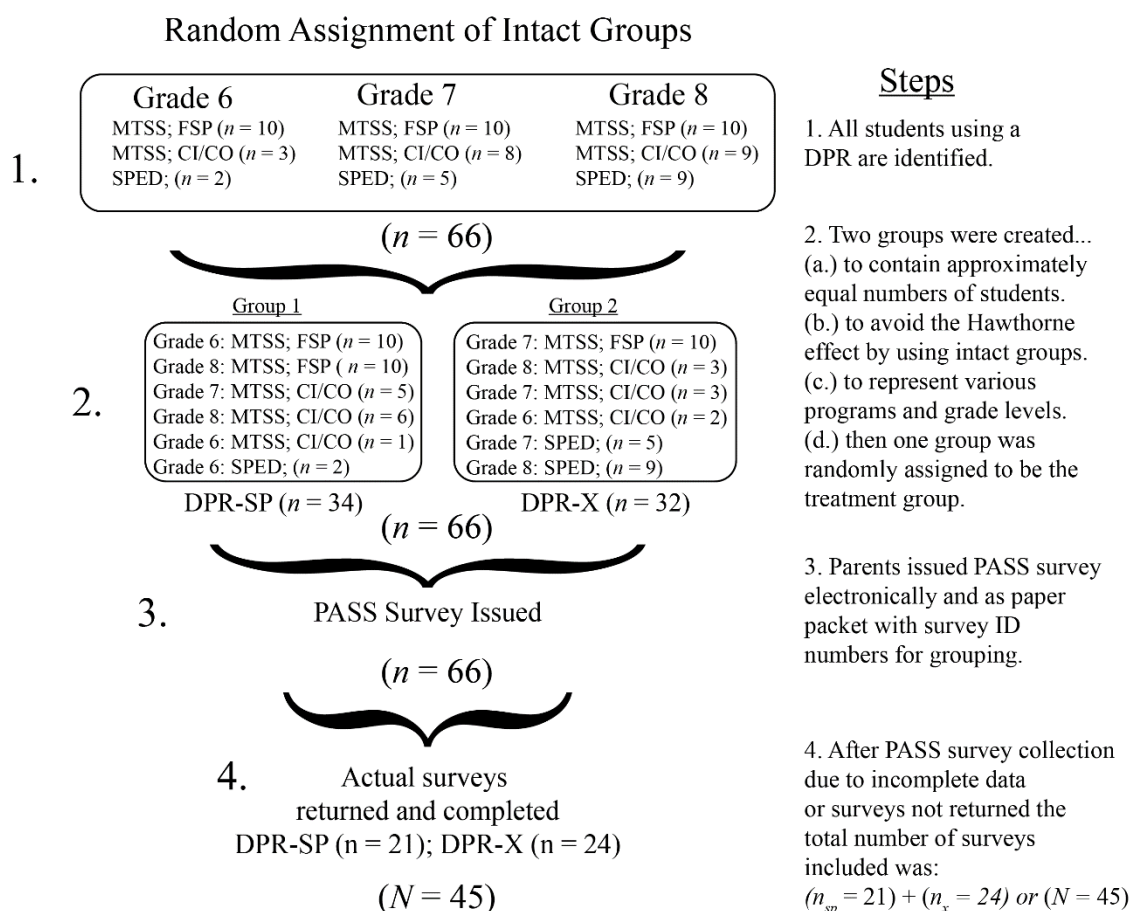 Random Assignment of Intact Groups
1.
Grade 6
MTSS; FSP (n = 10)
MTSS; CI/CO (n = 3)
SPED; (n = 2)
Grade 7
MTSS; FSP (n = 10)
MTSS; CI/CO (n = 8)
SPED; (n = 5)
Grade 8
MTSS; FSP (n = 10)
MTSS; CI/CO (n = 9)
SPED; (n = 9)
(n = 66)
2.
Group 1
Grade 6: MTSS; FSP (n = 10)
Grade 8: MTSS; FSP ( n = 10)
Grade 7: MTSS; CI/CO (n = 5)
Grade 8: MTSS; CI/CO (n = 6)
Grade 6: MTSS; CI/CO (n = 1)
Grade 6: SPED; (n = 2)
DPR-SP (n = 34)
Group 2
Grade 7: MTSS; FSP (n = 10)
Grade 8: MTSS; CI/CO (n = 3)
Grade 7: MTSS; CI/CO (n = 3)
Grade 6: MTSS; CI/CO (n = 2)
Grade 7: SPED; (n = 5)
Grade 8: SPED; (n = 9)
DPR-X (n = 32)
(n = 66)
3.
PASS Survey Issued
(n = 66)
4.
Actual surveys
returned and completed
DPR-SP (n = 21); DPR-X (n = 24)
(N = 45)
Steps
1. All students using a
DPR are identified.
2. Two groups were created...
(a.) to contain approximately
equal numbers of students.
(b.) to avoid the Hawthorne
effect by using intact groups.
(c.) to represent various
programs and grade levels.
(d.) then one group was
randomly assigned to be the
treatment group.
3. Parents issued PASS survey
electronically and as paper
packet with survey ID
numbers for grouping.
4. After PASS survey collection
due to incomplete data
or surveys not returned the
total number of surveys
included was:
(n_sp = 21) + (n_x = 24) or (N = 45)